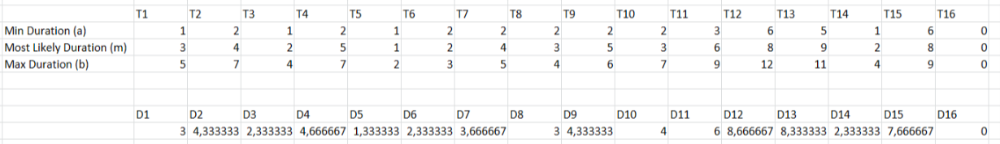 T1 T2 T3 T4 T5 T6 T7 T8 T9 T10 T11 T12 T13 T14 T15 T16
Min Duration (a) 1 2 1 2 1 2 2 2 2 2 3 6 5 1 6 0
Most Likely Duration (m) 3 4 2 5 1 2 4 3 5 3 6 8 9 2 8 0
Max Duration (b) 5 7 4 7 2 3 5 4 6 7 9 12 11 4 9 0
D1 D2 D3 D4 D5 D6 D7 D8 D9 D10 D11 D12 D13 D14 D15 D16
3 4,333333 2,333333 4,666667 1,333333 2,333333 3,666667 3 4,333333 4 6 8,666667 8,333333 2,333333 7,666667 0